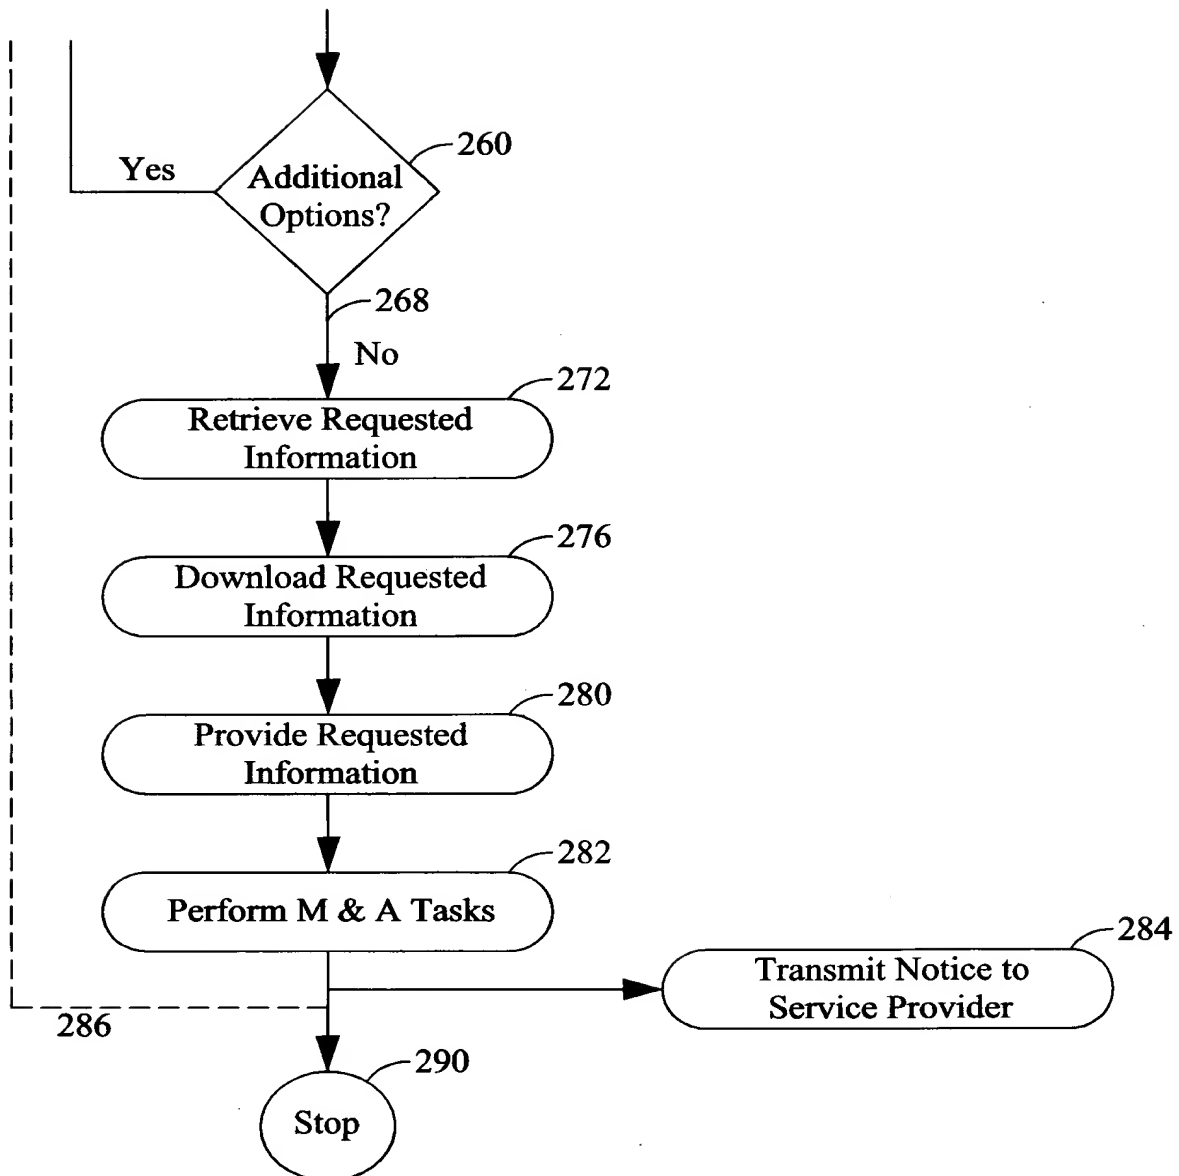 260
Yes
Additional
Options?
268
No
272
Retrieve Requested
Information
276
Download Requested
Information
280
Provide Requested
Information
282
Perform M & A Tasks
284
Transmit Notice to
Service Provider
286
290
Stop